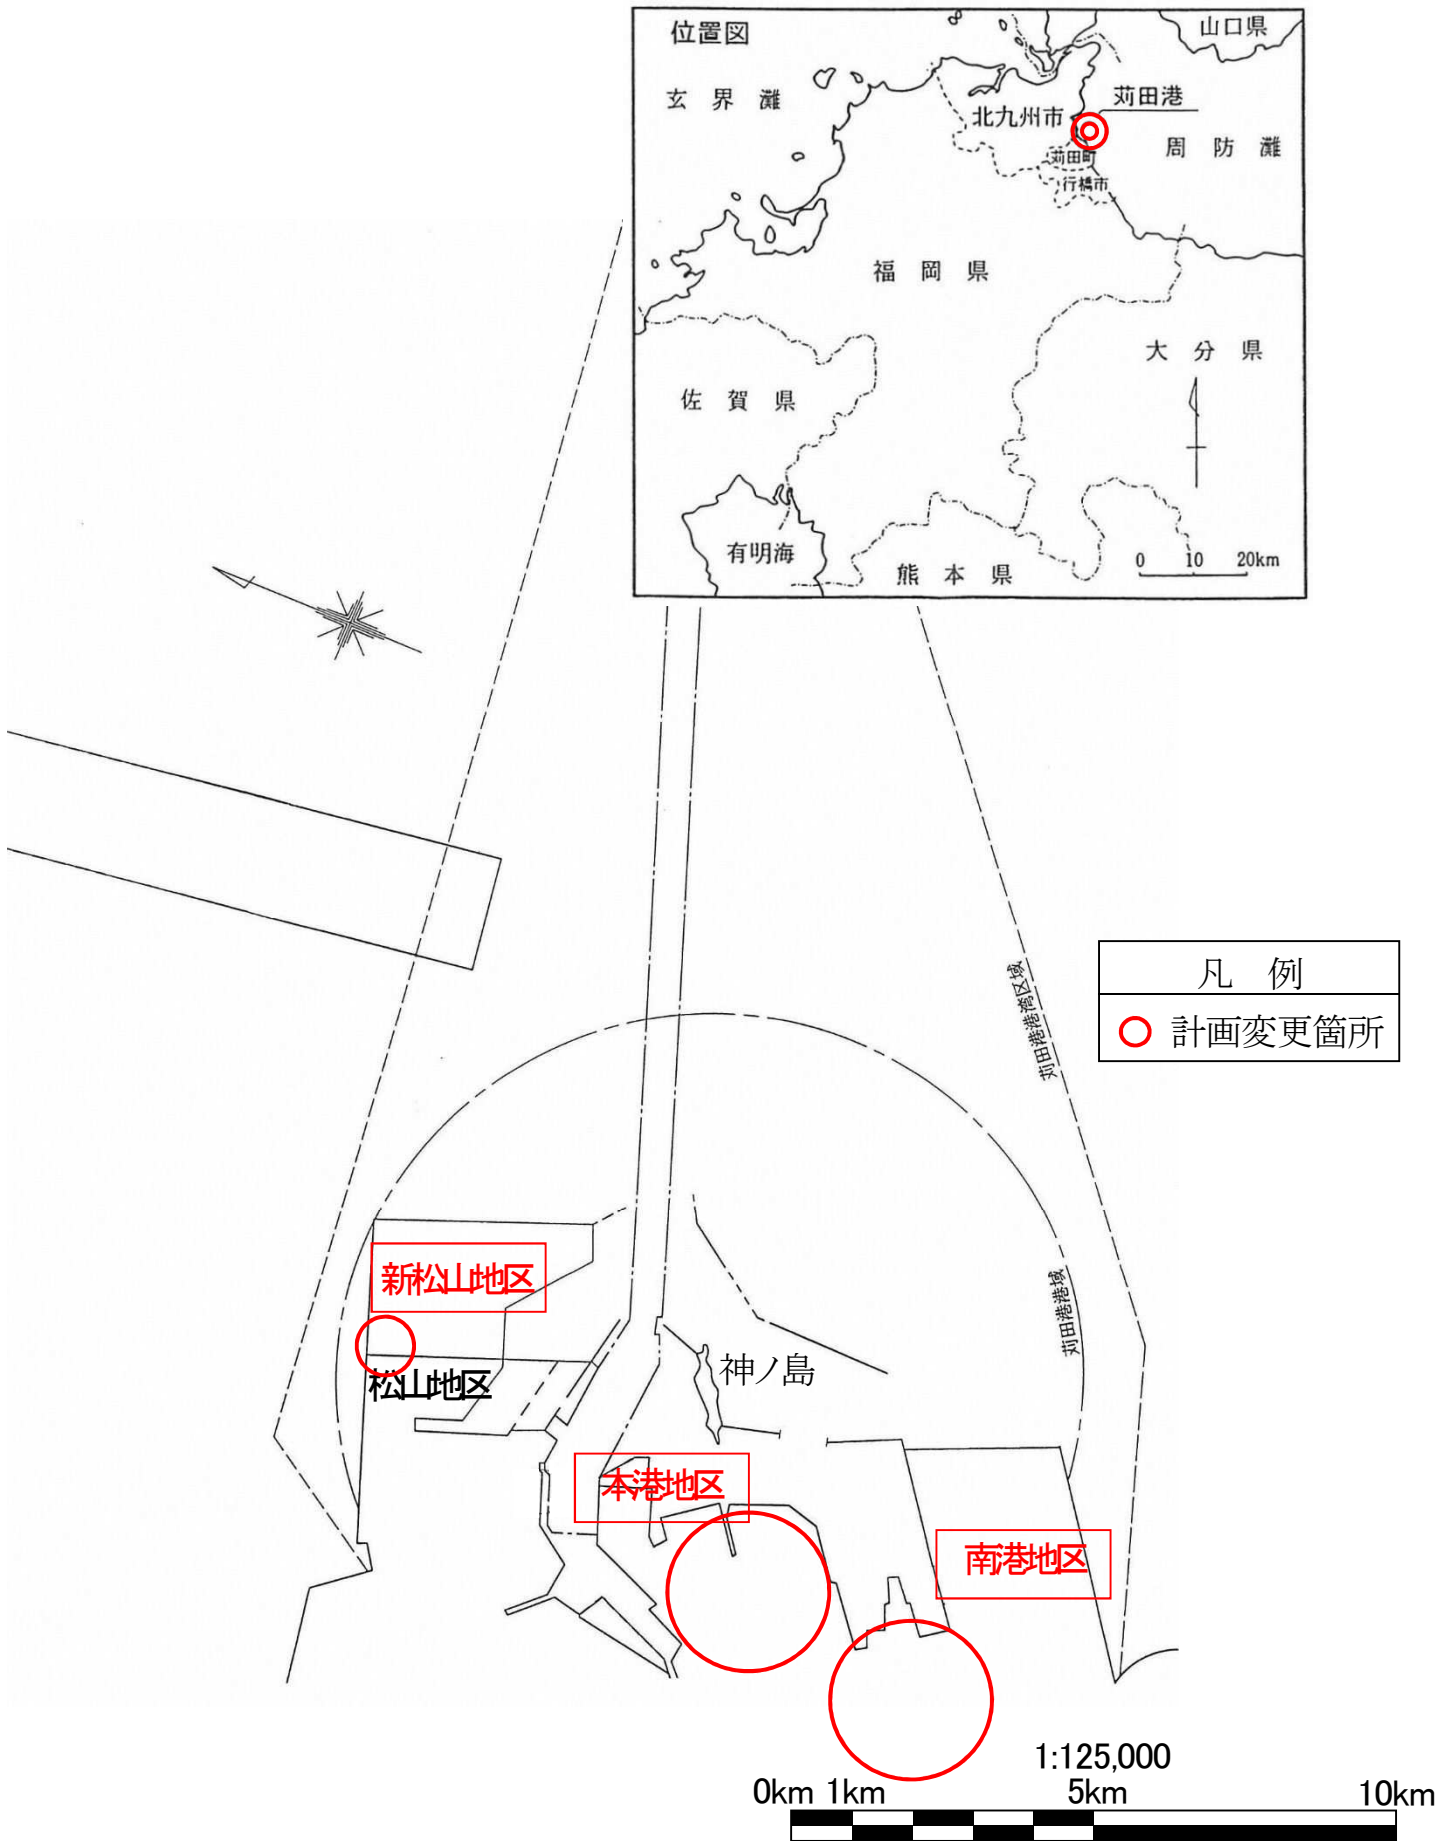 位置図
山口県
玄界灘
苅田港
北九州市
周防灘
苅田町
行橋市
福岡県
大分県
佐賀県
有明海
熊本県
0 10 20km
苅田港港湾区域
凡 例
計画変更箇所
新松山地区
苅田港港域
松山地区
神ノ島
本港地区
南港地区
1:125,000
0km 1km 5km 10km